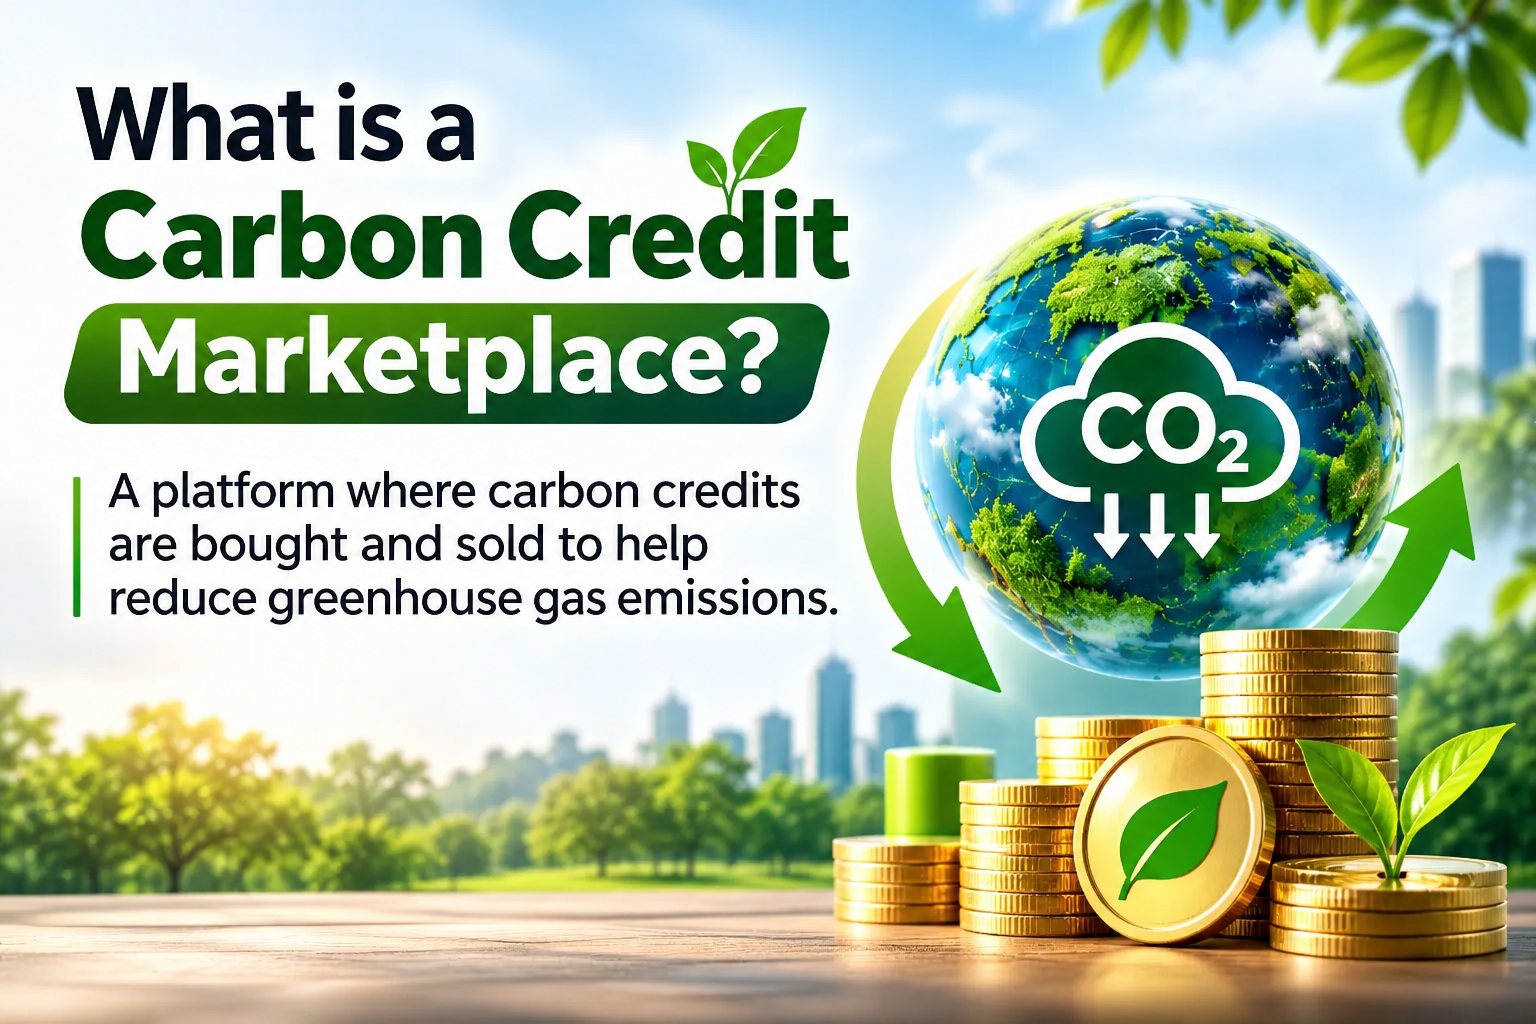 What is a
Carbon Credit
Marketplace?
A platform where carbon credits
are bought and sold to help
reduce greenhouse gas emissions.
CO₂